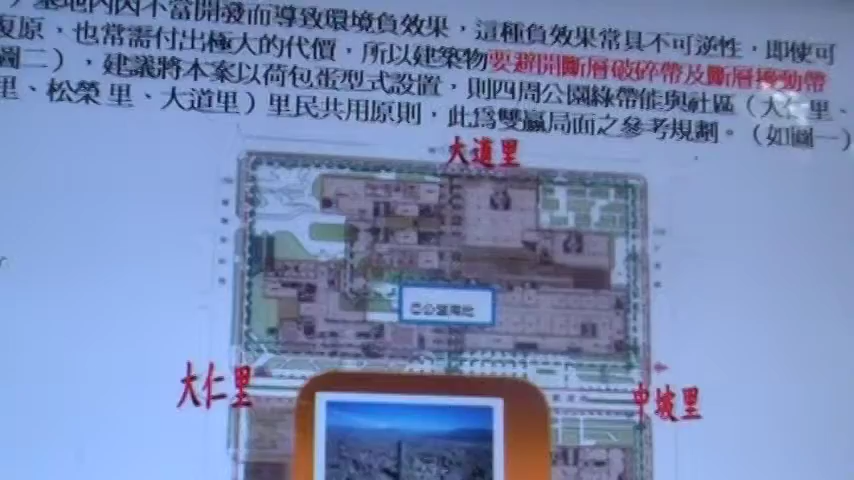 基地內因不當開發而導致環境負效果，這種負效果常具不可逆性，即使可
復原，也常需付出極大的代價，所以建築物要避開斷層破碎帶及斷層擾動帶
圖二），建議將本案以荷包蛋型式設置，則四周公園綠帶能與社區（大仁里、
里、松榮里、大道里）里民共用原則，此為雙贏局面之參考規劃。（如圖一）
大道里
大仁里
中坡里